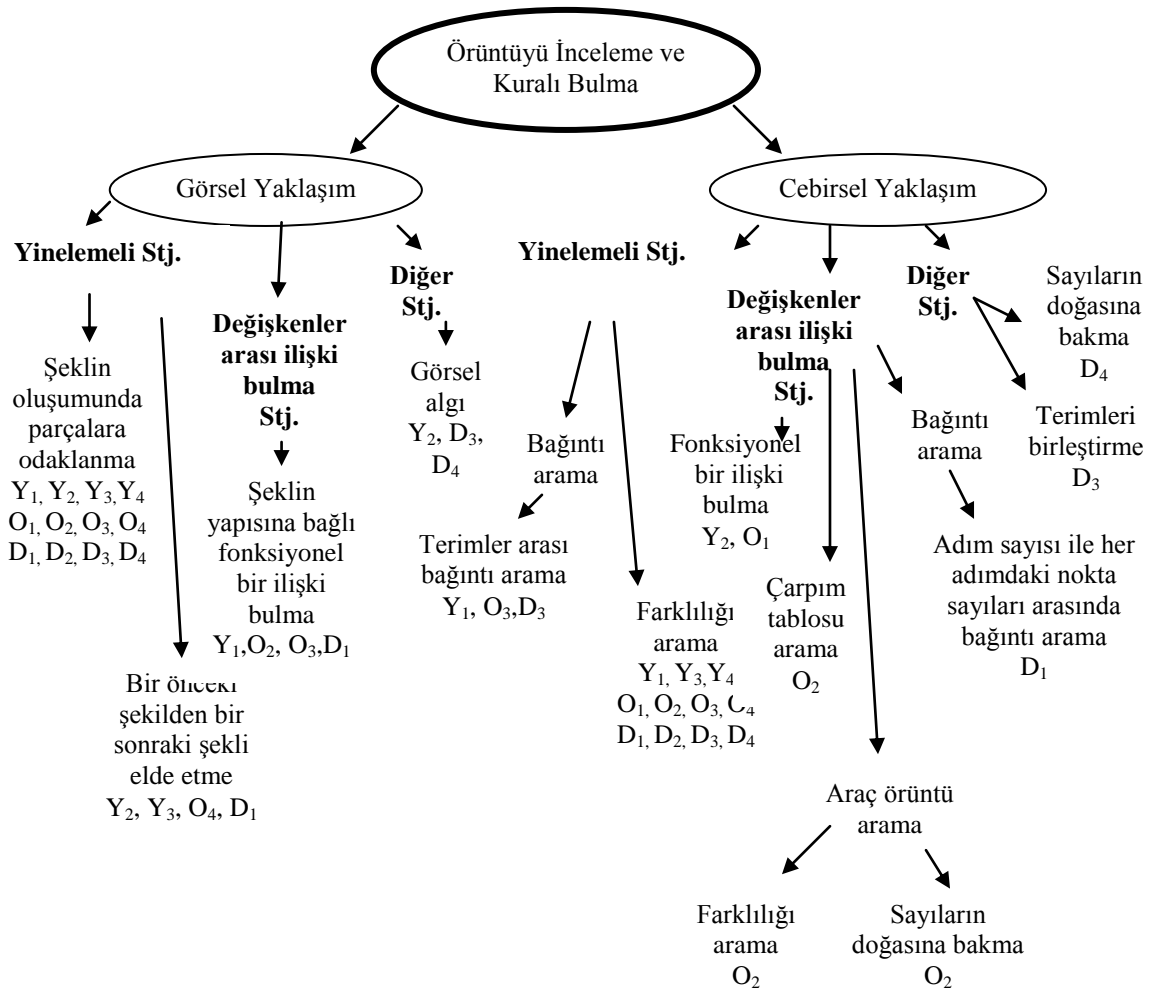 Örüntüyü İnceleme ve
Kuralı Bulma
Görsel Yaklaşım
Yinelemeli Stj.
Şeklin
oluşumunda
parçalara
odaklanma
Y₁, Y₂, Y₃,Y₄
O₁, O₂, O₃, O₄
D₁, D₂, D₃, D₄
Bir önceki
şekilden bir
sonraki şekli
elde etme
Y₂, Y₃, O₄, D₁
Değişkenler
arası ilişki
bulma
Stj.
Şeklin
yapısına bağlı
fonksiyonel
bir ilişki
bulma
Y₁,O₂, O₃,D₁
Diğer
Stj.
Görsel
algı
Y₂, D₃,
D₄
Cebirsel Yaklaşım
Yinelemeli Stj.
Bağıntı
arama
Terimler arası
bağıntı arama
Y₁, O₃,D₃
Farklılığı
arama
Y₁, Y₃,Y₄
O₁, O₂, O₃, O₄
D₁, D₂, D₃, D₄
Değişkenler
arası ilişki
bulma
Stj.
Fonksiyonel
bir ilişki
bulma
Y₂, O₁
Çarpım
tablosu
arama
O₂
Araç örüntü
arama
Farklılığı
arama
O₂
Sayıların
doğasına bakma
O₂
Bağıntı
arama
Adım sayısı ile her
adımdaki nokta
sayıları arasında
bağıntı arama
D₁
Diğer
Stj.
Sayıların
doğasına
bakma
D₄
Terimleri
birleştirme
D₃